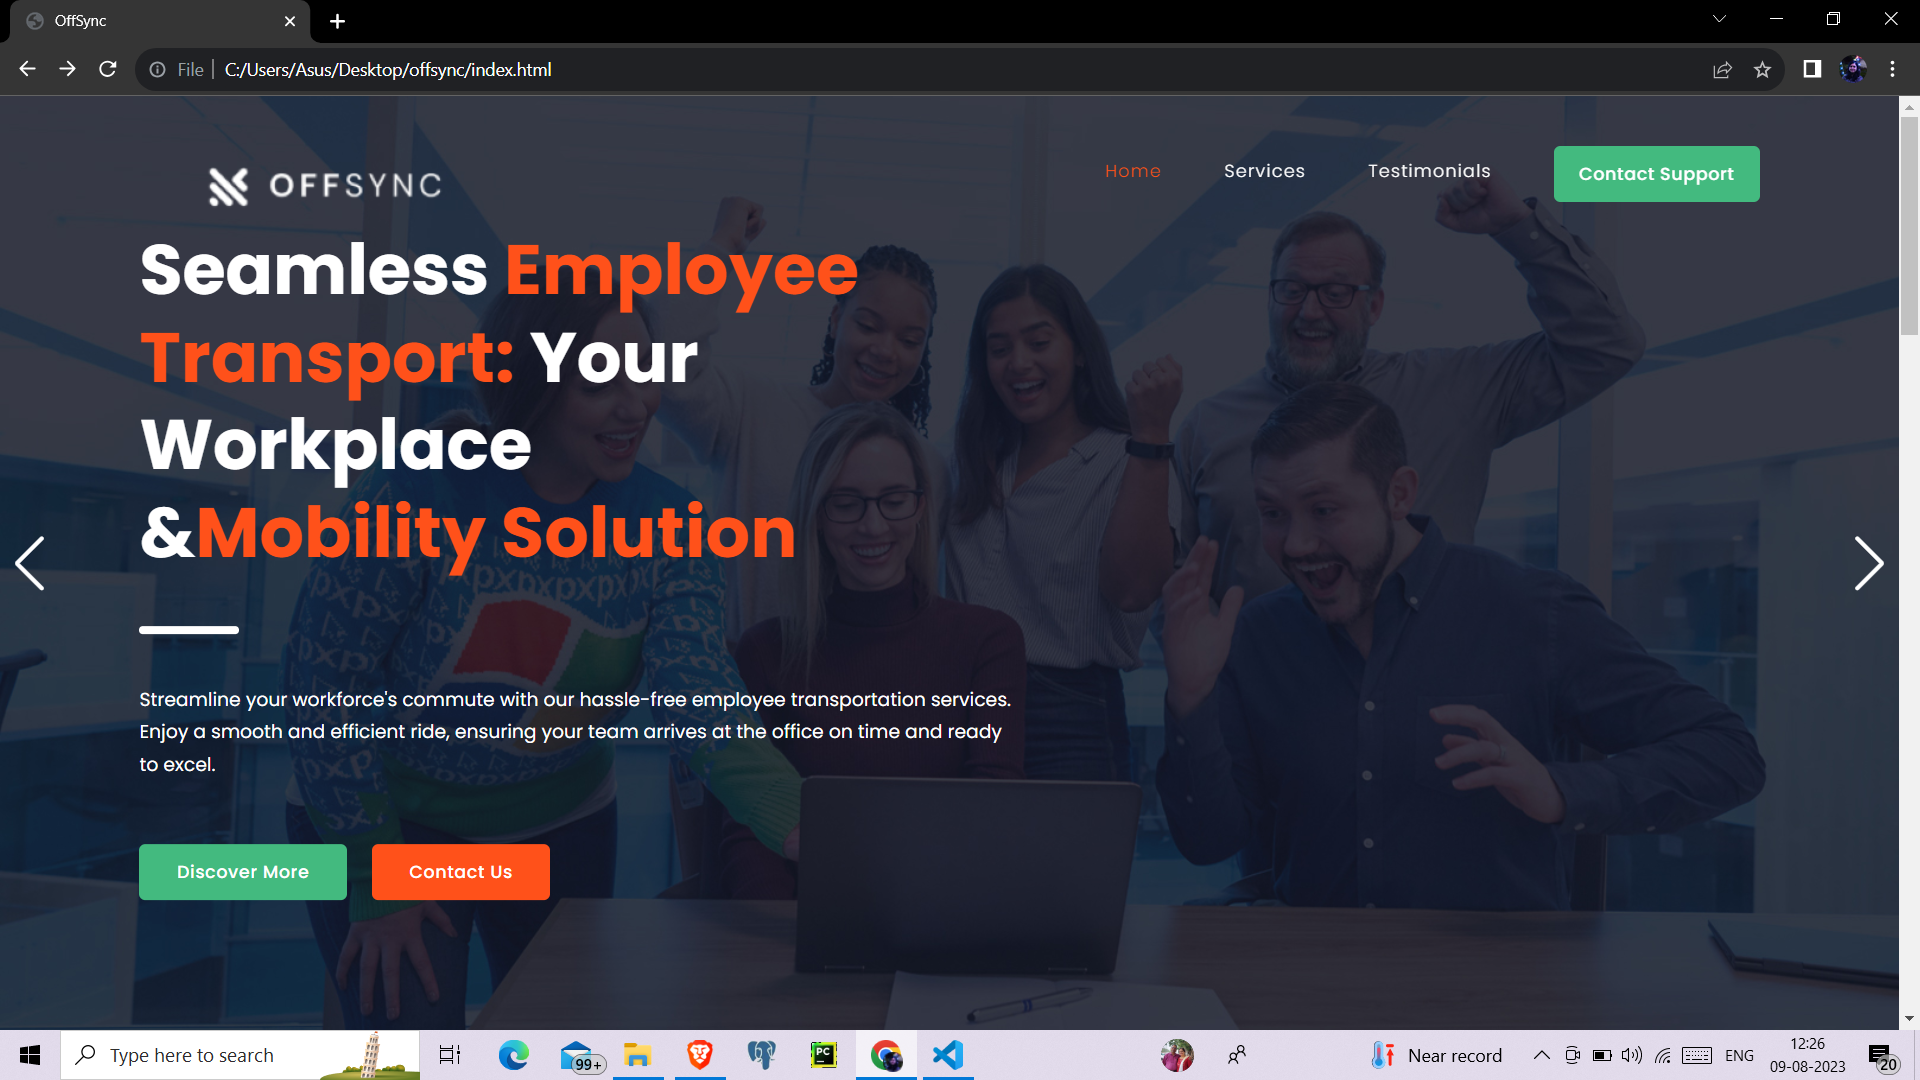 OffSync
File
C:/Users/Asus/Desktop/offsync/index.html
OFFSYNC
Home
Services
Testimonials
Contact Support
Seamless Employee
Transport: Your
Workplace
&Mobility Solution
Streamline your workforce's commute with our hassle-free employee transportation services.
Enjoy a smooth and efficient ride, ensuring your team arrives at the office on time and ready
to excel.
Discover More
Contact Us
Type here to search
99+
PC
Near record
ENG
12:26
09-08-2023
20